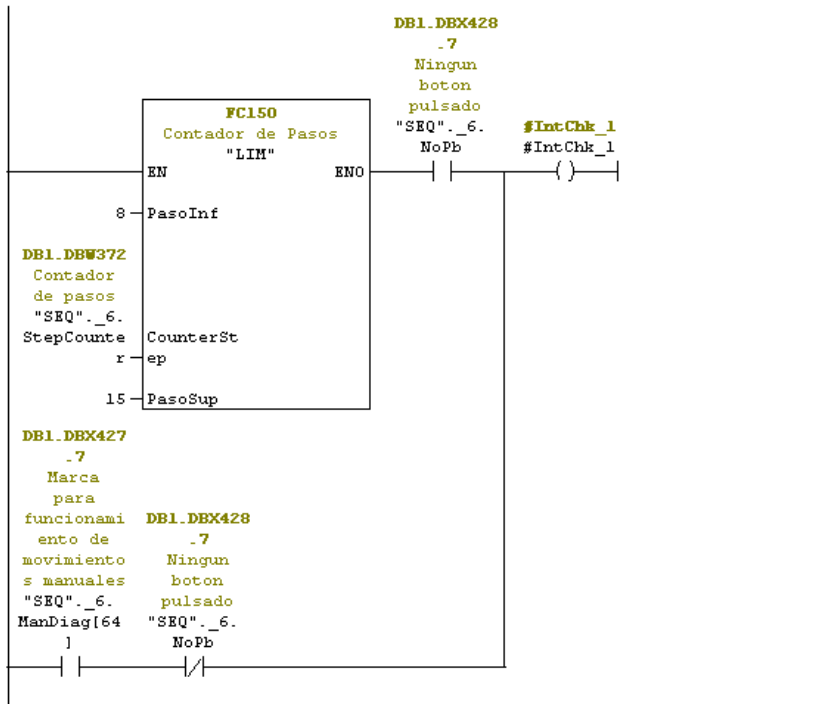 DB1.DBX428
.7
Ningun
boton
pulsado
"SEQ"._6.
NoPb
#IntChk_1
#IntChk_1
FC150
Contador de Pasos
"LIM"
EN
ENO
8
PasoInf
DB1.DBW372
Contador
de pasos
"SEQ"._6.
StepCounte
r
CounterSt
ep
15
PasoSup
DB1.DBX427
.7
Marca
para
funcionami
ento de
movimiento
s manuales
"SEQ"._6.
ManDiag[64
]
DB1.DBX428
.7
Ningun
boton
pulsado
"SEQ"._6.
NoPb